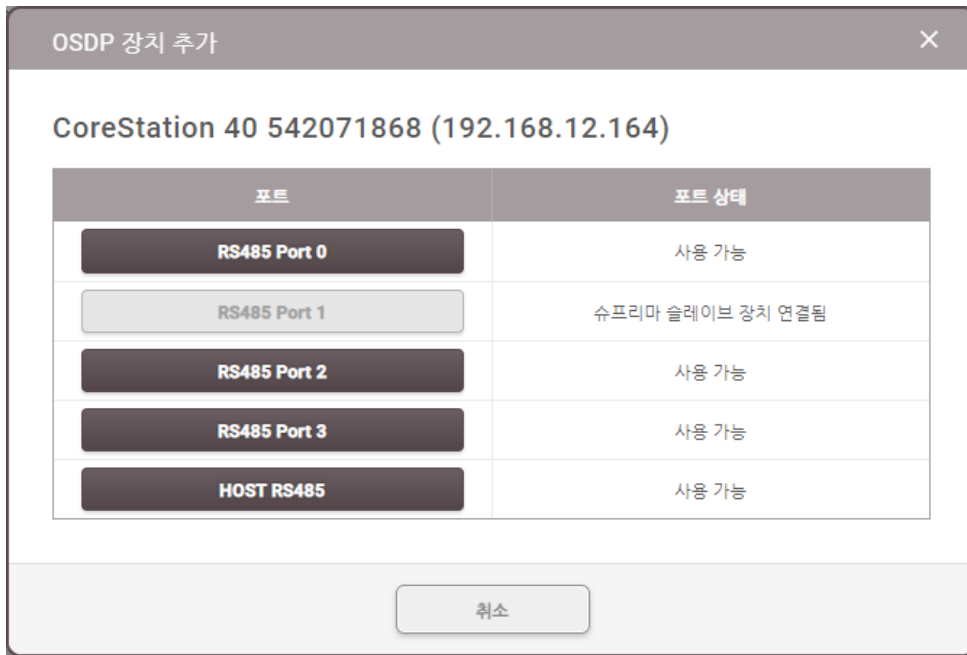 OSDP 장치 추가
CoreStation 40 542071868 (192.168.12.164)
포트 포트 상태
RS485 Port 0 사용 가능
RS485 Port 1 슈프리마 슬레이브 장치 연결됨
RS485 Port 2 사용 가능
RS485 Port 3 사용 가능
HOST RS485 사용 가능
취소